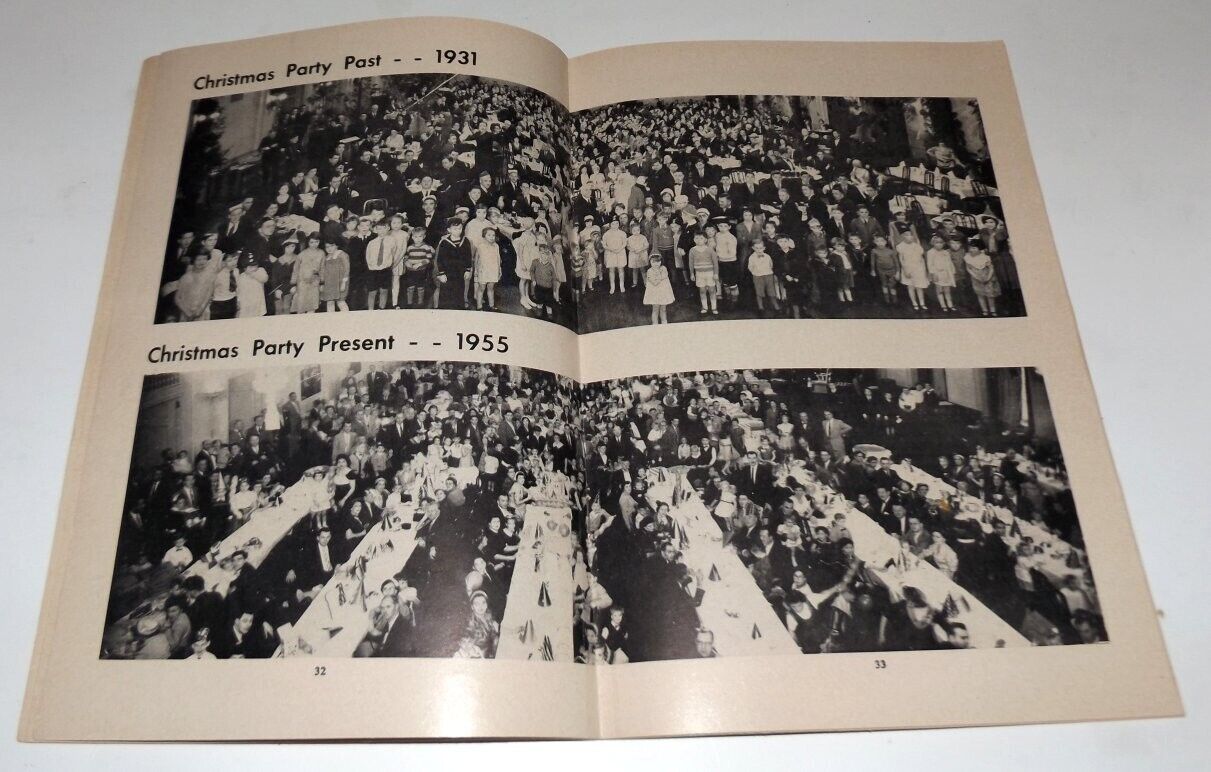 Christmas Party Past - - 1931
Christmas Party Present - - 1955
32
33